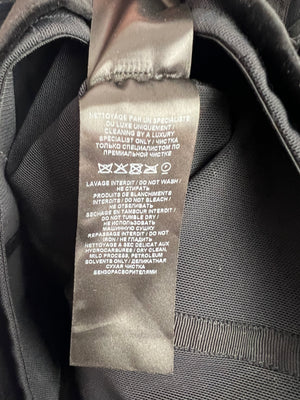 NETTOYAGE PAR UN SPECIALISTE
DU LUXE UNIQUEMENT /
CLEANING BY A LUXURY
SPECIALIST ONLY / ЧИСТКА
ТОЛЬКО СПЕЦИАЛИСТОМ ПО
ПРЕМИАЛЬНОЙ ЧИСТКЕ
LAVAGE INTERDIT / DO NOT WASH /
НЕ СТИРАТЬ
PRODUITS DE BLANCHIMENTS
INTERDITS / DO NOT BLEACH /
НЕ ОТБЕЛИВАТЬ
SECHAGE EN TAMBOUR INTERDIT /
DO NOT TUMBLE DRY /
НЕ ИСПОЛЬЗОВАТЬ
МАШИННУЮ СУШКУ
REPASSAGE INTERDIT / DO NOT
IRON / НЕ ГЛАДИТЬ
NETTOYAGE A SEC DELICAT AUX
HYDROCARBURES / DRY CLEAN,
MILD PROCESS, PETROLEUM
SOLVENTS ONLY / ДЕЛИКАТНАЯ
СУХАЯ ЧИСТКА
БЕНЗОРАСТВОРИТЕЛЯМИ